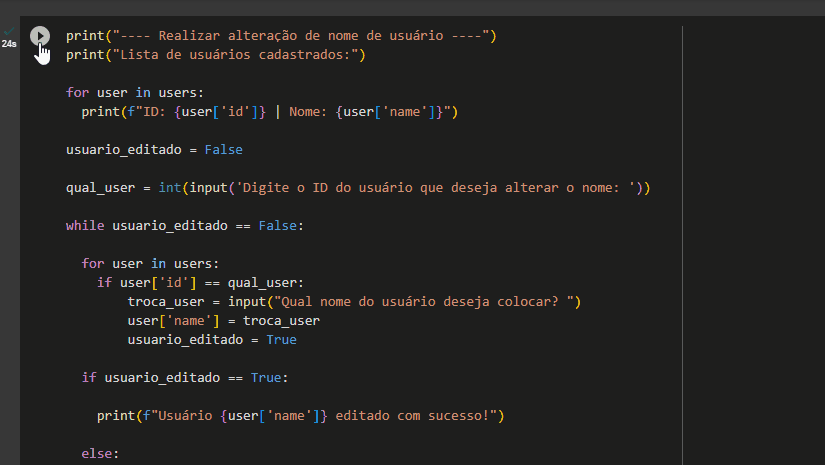 print("---- Realizar alteração de nome de usuário ----")
24s
print("Lista de usuários cadastrados:")
for user in users:
print(f"ID: {user['id']} | Nome: {user['name']}")
usuario_editado = False
qual_user = int(input('Digite o ID do usuário que deseja alterar o nome: '))
while usuario_editado == False:
for user in users:
if user['id'] == qual_user:
troca_user = input("Qual nome do usuário deseja colocar? ")
user['name'] = troca_user
usuario_editado = True
if usuario_editado == True:
print(f"Usuário {user['name']} editado com sucesso!")
else: